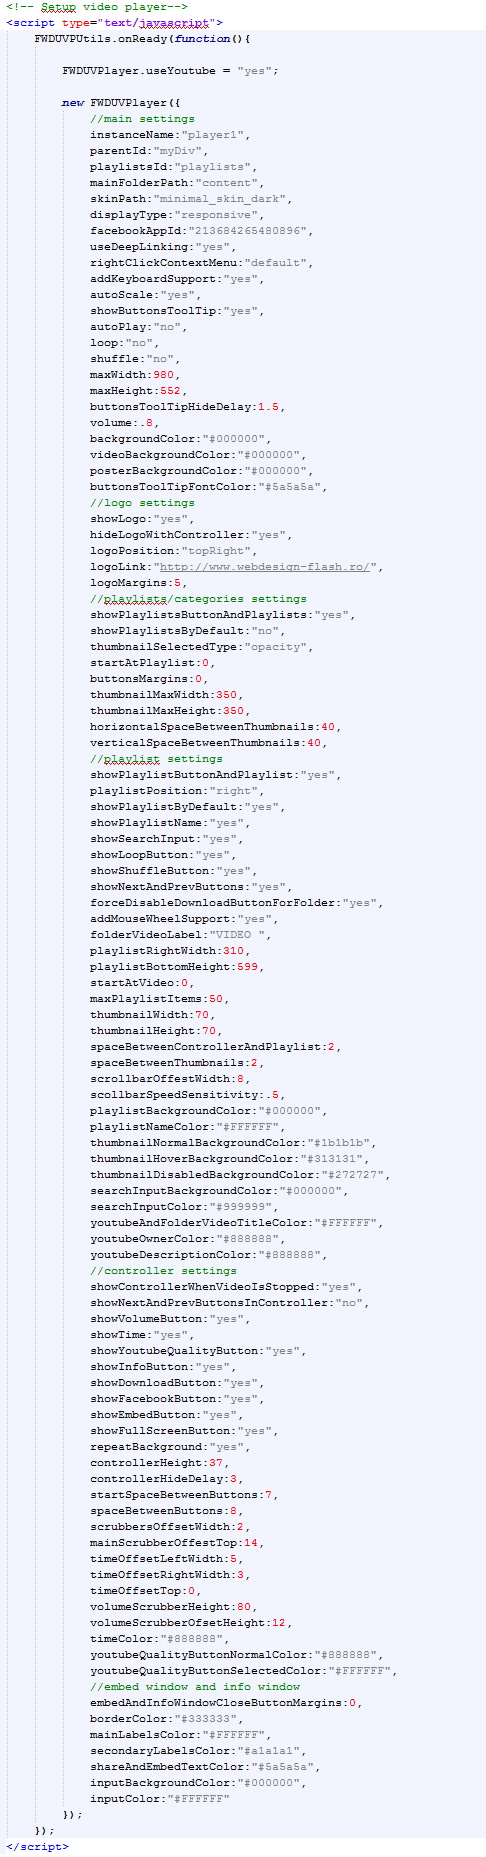 <!-- Setup video player-->
<script type="text/javascript">
FWDUVPUtils.onReady(function(){
FWDUVPlayer.useYoutube = "yes";
new FWDUVPlayer({
//main settings
instanceName:"player1",
parentId:"myDiv",
playlistsId:"playlists",
mainFolderPath:"content",
skinPath:"minimal_skin_dark",
displayType:"responsive",
facebookAppId:"213684265480896",
useDeepLinking:"yes",
rightClickContextMenu:"default",
addKeyboardSupport:"yes",
autoScale:"yes",
showButtonsToolTip:"yes",
autoPlay:"no",
loop:"no",
shuffle:"no",
maxWidth:980,
maxHeight:552,
buttonsToolTipHideDelay:1.5,
volume:.8,
backgroundColor:"#000000",
videoBackgroundColor:"#000000",
posterBackgroundColor:"#000000",
buttonsToolTipFontColor:"#5a5a5a",
//logo settings
showLogo:"yes",
hideLogoWithController:"yes",
logoPosition:"topRight",
logoLink:"http://www.webdesign-flash.ro/",
logoMargins:5,
//playlists/categories settings
showPlaylistsButtonAndPlaylists:"yes",
showPlaylistsByDefault:"no",
thumbnailSelectedType:"opacity",
startAtPlaylist:0,
buttonsMargins:0,
thumbnailMaxWidth:350,
thumbnailMaxHeight:350,
horizontalSpaceBetweenThumbnails:40,
verticalSpaceBetweenThumbnails:40,
//playlist settings
showPlaylistButtonAndPlaylist:"yes",
playlistPosition:"right",
showPlaylistByDefault:"yes",
showPlaylistName:"yes",
showSearchInput:"yes",
showLoopButton:"yes",
showShuffleButton:"yes",
showNextAndPrevButtons:"yes",
forceDisableDownloadButtonForFolder:"yes",
addMouseWheelSupport:"yes",
folderVideoLabel:"VIDEO ",
playlistRightWidth:310,
playlistBottomHeight:599,
startAtVideo:0,
maxPlaylistItems:50,
thumbnailWidth:70,
thumbnailHeight:70,
spaceBetweenControllerAndPlaylist:2,
spaceBetweenThumbnails:2,
scrollbarOffestWidth:8,
scollbarSpeedSensitivity:.5,
playlistBackgroundColor:"#000000",
playlistNameColor:"#FFFFFF",
thumbnailNormalBackgroundColor:"#1b1b1b",
thumbnailHoverBackgroundColor:"#313131",
thumbnailDisabledBackgroundColor:"#272727",
searchInputBackgroundColor:"#000000",
searchInputColor:"#999999",
youtubeAndFolderVideoTitleColor:"#FFFFFF",
youtubeOwnerColor:"#888888",
youtubeDescriptionColor:"#888888",
//controller settings
showControllerWhenVideoIsStopped:"yes",
showNextAndPrevButtonsInController:"no",
showVolumeButton:"yes",
showTime:"yes",
showYoutubeQualityButton:"yes",
showInfoButton:"yes",
showDownloadButton:"yes",
showFacebookButton:"yes",
showEmbedButton:"yes",
showFullScreenButton:"yes",
repeatBackground:"yes",
controllerHeight:37,
controllerHideDelay:3,
startSpaceBetweenButtons:7,
spaceBetweenButtons:8,
scrubbersOffsetWidth:2,
mainScrubberOffestTop:14,
timeOffsetLeftWidth:5,
timeOffsetRightWidth:3,
timeOffsetTop:0,
volumeScrubberHeight:80,
volumeScrubberOfsetHeight:12,
timeColor:"#888888",
youtubeQualityButtonNormalColor:"#888888",
youtubeQualityButtonSelectedColor:"#FFFFFF",
//embed window and info window
embedAndInfoWindowCloseButtonMargins:0,
borderColor:"#333333",
mainLabelsColor:"#FFFFFF",
secondaryLabelsColor:"#a1a1a1",
shareAndEmbedTextColor:"#5a5a5a",
inputBackgroundColor:"#000000",
inputColor:"#FFFFFF"
});
});
</script>